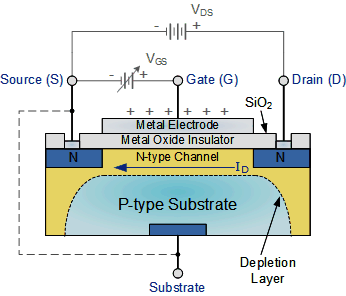 VDS
- +
VGS
- +
Source (S)
Gate (G)
Drain (D)
SiO2
+ + + + + + +
Metal Electrode
Metal Oxide Insulator
N
N-type Channel
N
ID
P-type Substrate
Depletion
Layer
Substrate